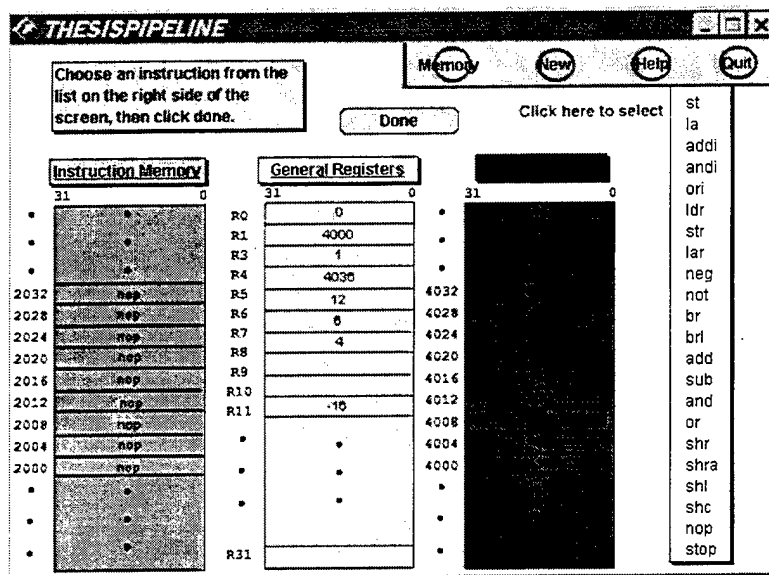 THESISPIPELINE
Memory New Help Quit
Choose an instruction from the
list on the right side of the
screen, then click done.
Done
Click here to select
st
la
addi
andi
ori
ldr
str
lar
neg
not
br
brl
add
sub
and
or
shr
shra
shl
shc
nop
stop
Instruction Memory
31 0
2032 nop
2028 nop
2024 nop
2020 nop
2016 nop
2012 nop
2008 nop
2004 nop
2000 nop
General Registers
31 0
R0 0
R1 4000
R3 1
R4 4036
R5 12
R6 6
R7 4
R8
R9
R10
R11 -16
R31
31 0
4032
4028
4024
4020
4016
4012
4008
4004
4000